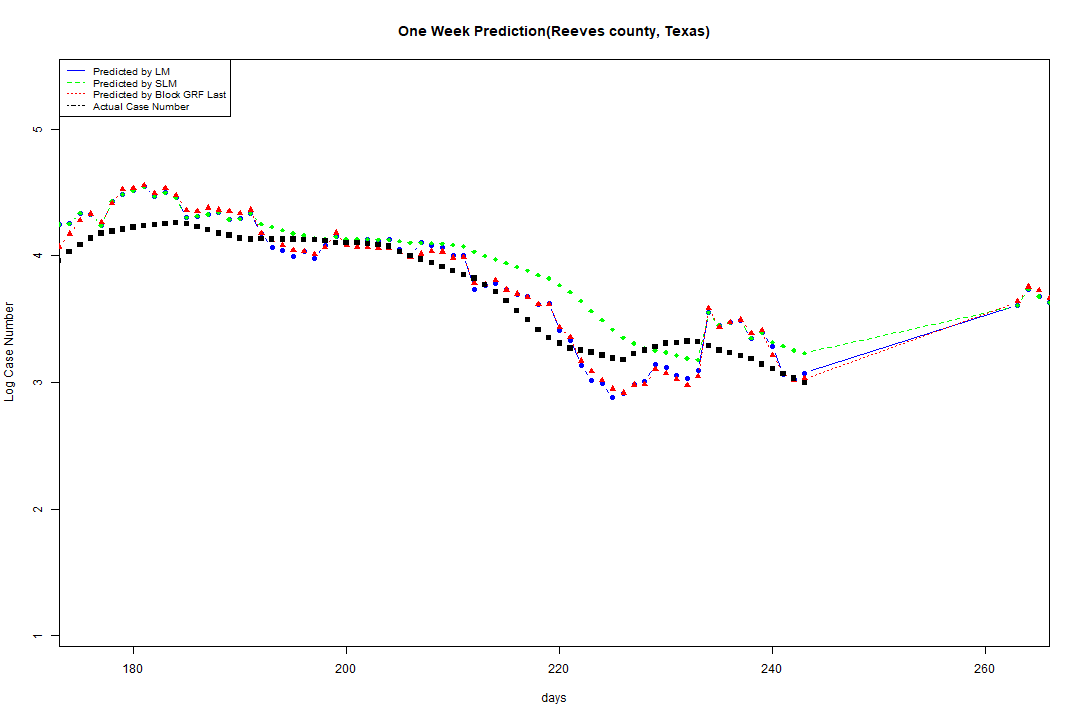 One Week Prediction(Reeves county, Texas)
Predicted by LM
Predicted by SLM
Predicted by Block GRF Last
Actual Case Number
5
4
3
2
1
Log Case Number
180 200 220 240 260
days